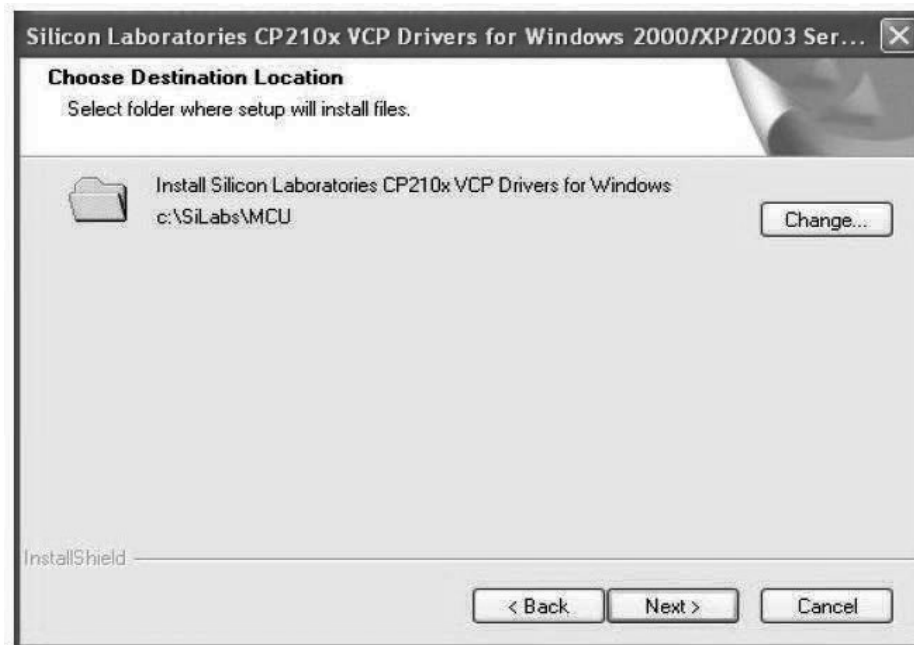 Silicon Laboratories CP210x VCP Drivers for Windows 2000/XP/2003 Ser...
Choose Destination Location
Select folder where setup will install files.
Install Silicon Laboratories CP210x VCP Drivers for Windows
c:\SiLabs\MCU
Change...
InstallShield
< Back Next > Cancel